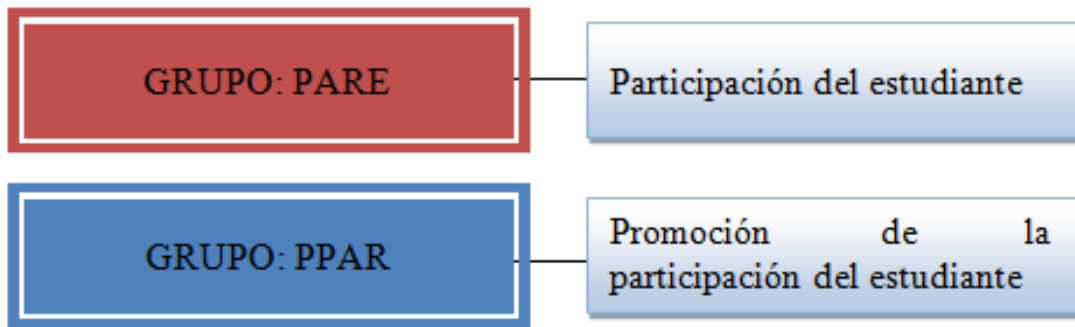 GRUPO: PARE
Participación del estudiante
GRUPO: PPAR
Promoción de la
participación del estudiante